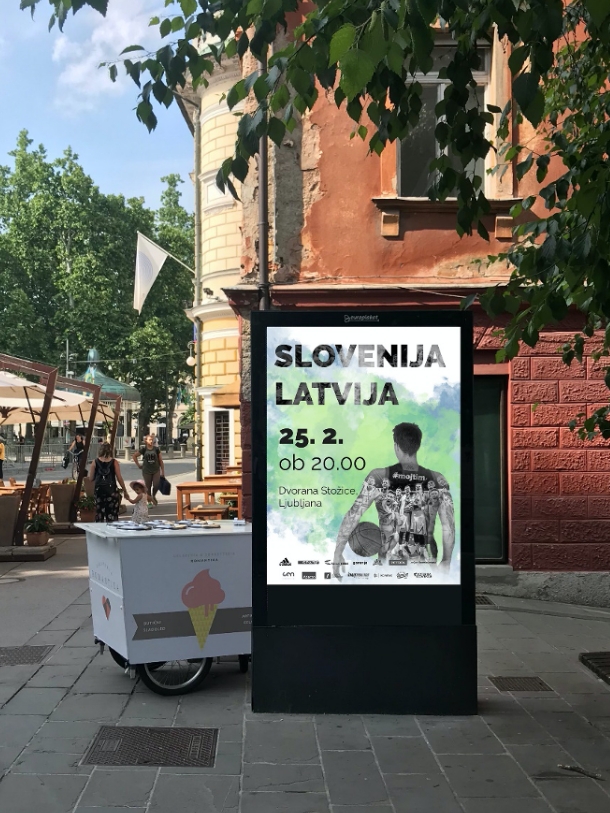 SLOVENIJA
LATVIJA
25. 2.
ob 20.00
Dvorana Stožice
Ljubljana
#mojtim